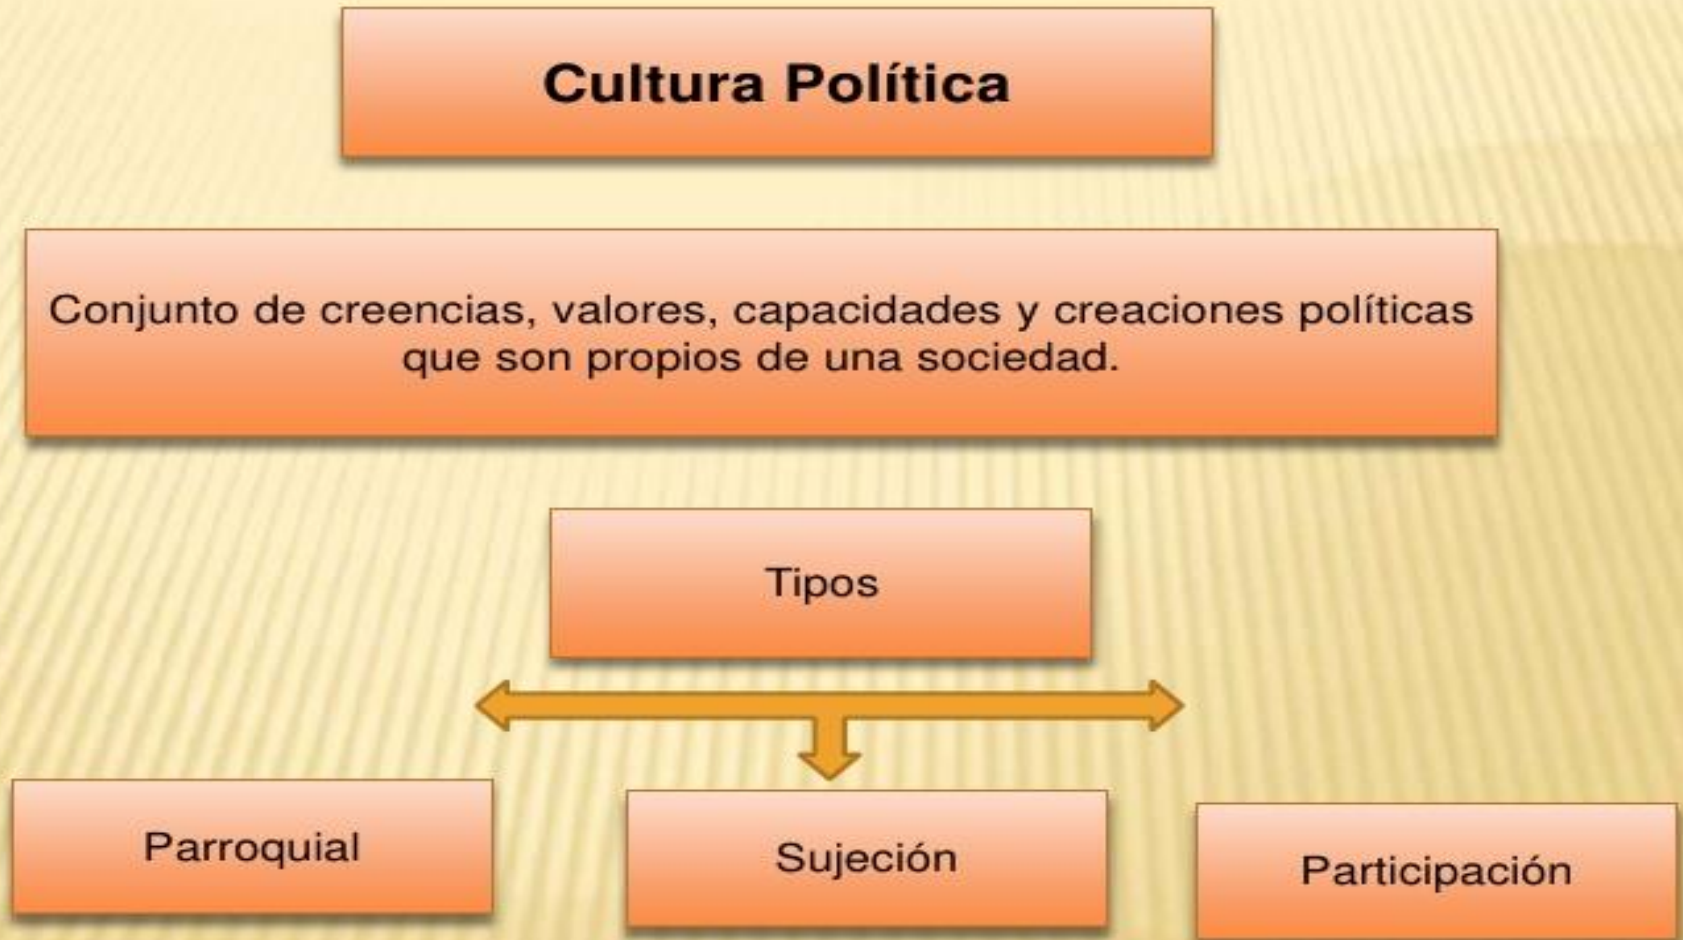 Cultura Política
Conjunto de creencias, valores, capacidades y creaciones políticas
que son propios de una sociedad.
Tipos
Parroquial
Sujeción
Participación